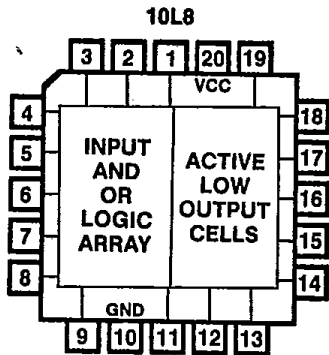 10L8
3 2 1 20 19
VCC
4
5
6
7
8
INPUT
AND
OR
LOGIC
ARRAY
ACTIVE
LOW
OUTPUT
CELLS
18
17
16
15
14
GND
9 10 11 12 13